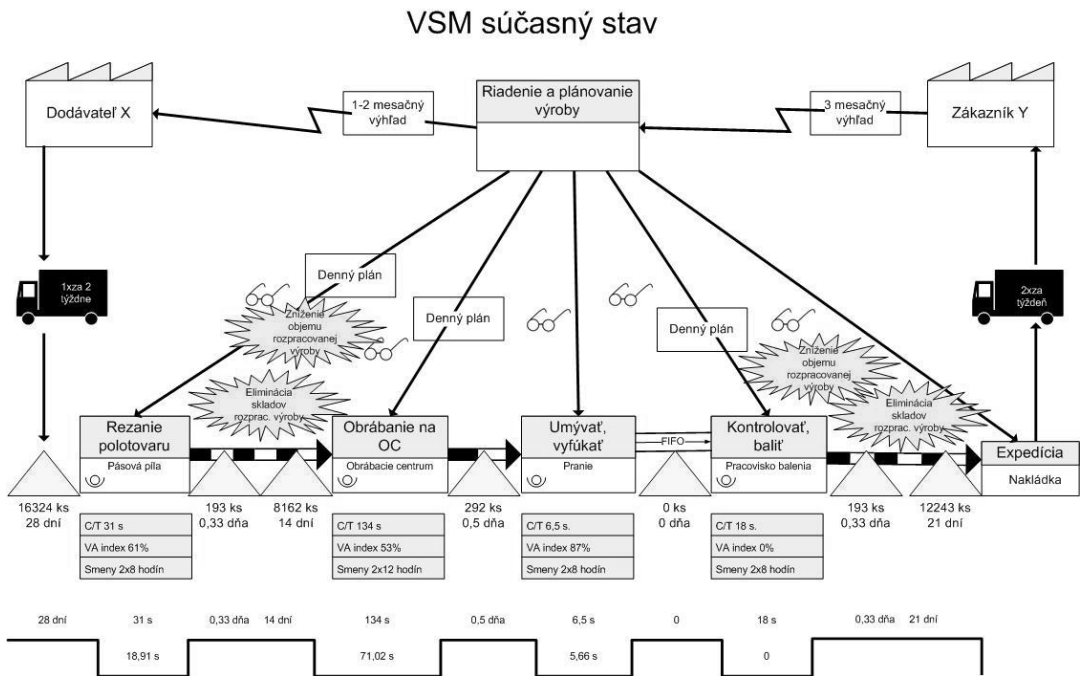 VSM súčasný stav
Dodávateľ X
1-2 mesačný
výhľad
Riadenie a plánovanie
výroby
3 mesačný
výhľad
Zákazník Y
1xza 2
týždne
Denný plán
Denný plán
Denný plán
2xza
týždeň
Zníženie
objemu
rozpracovanej
výroby
Eliminácia
skladov
rozprac. výroby
Zníženie
objemu
rozpracovanej
výroby
Eliminácia
skladov
rozprac. výroby
Rezanie
polotovaru
Pásová píla
Obrábanie na
OC
Obrábacie centrum
Umývať,
vyfúkať
Pranie
FIFO
Kontrolovať,
baliť
Pracovisko balenia
Expedícia
Nakládka
16324 ks
28 dní
193 ks
0,33 dňa
8162 ks
14 dní
292 ks
0,5 dňa
0 ks
0 dňa
193 ks
0,33 dňa
12243 ks
21 dní
C/T 31 s
VA index 61%
Smeny 2x8 hodín
C/T 134 s
VA index 53%
Smeny 2x12 hodín
C/T 6,5 s.
VA index 87%
Smeny 2x8 hodín
C/T 18 s.
VA index 0%
Smeny 2x8 hodín
28 dní 31 s 0,33 dňa 14 dní 134 s 0,5 dňa 6,5 s 0 18 s 0,33 dňa 21 dní
18,91 s 71,02 s 5,66 s 0